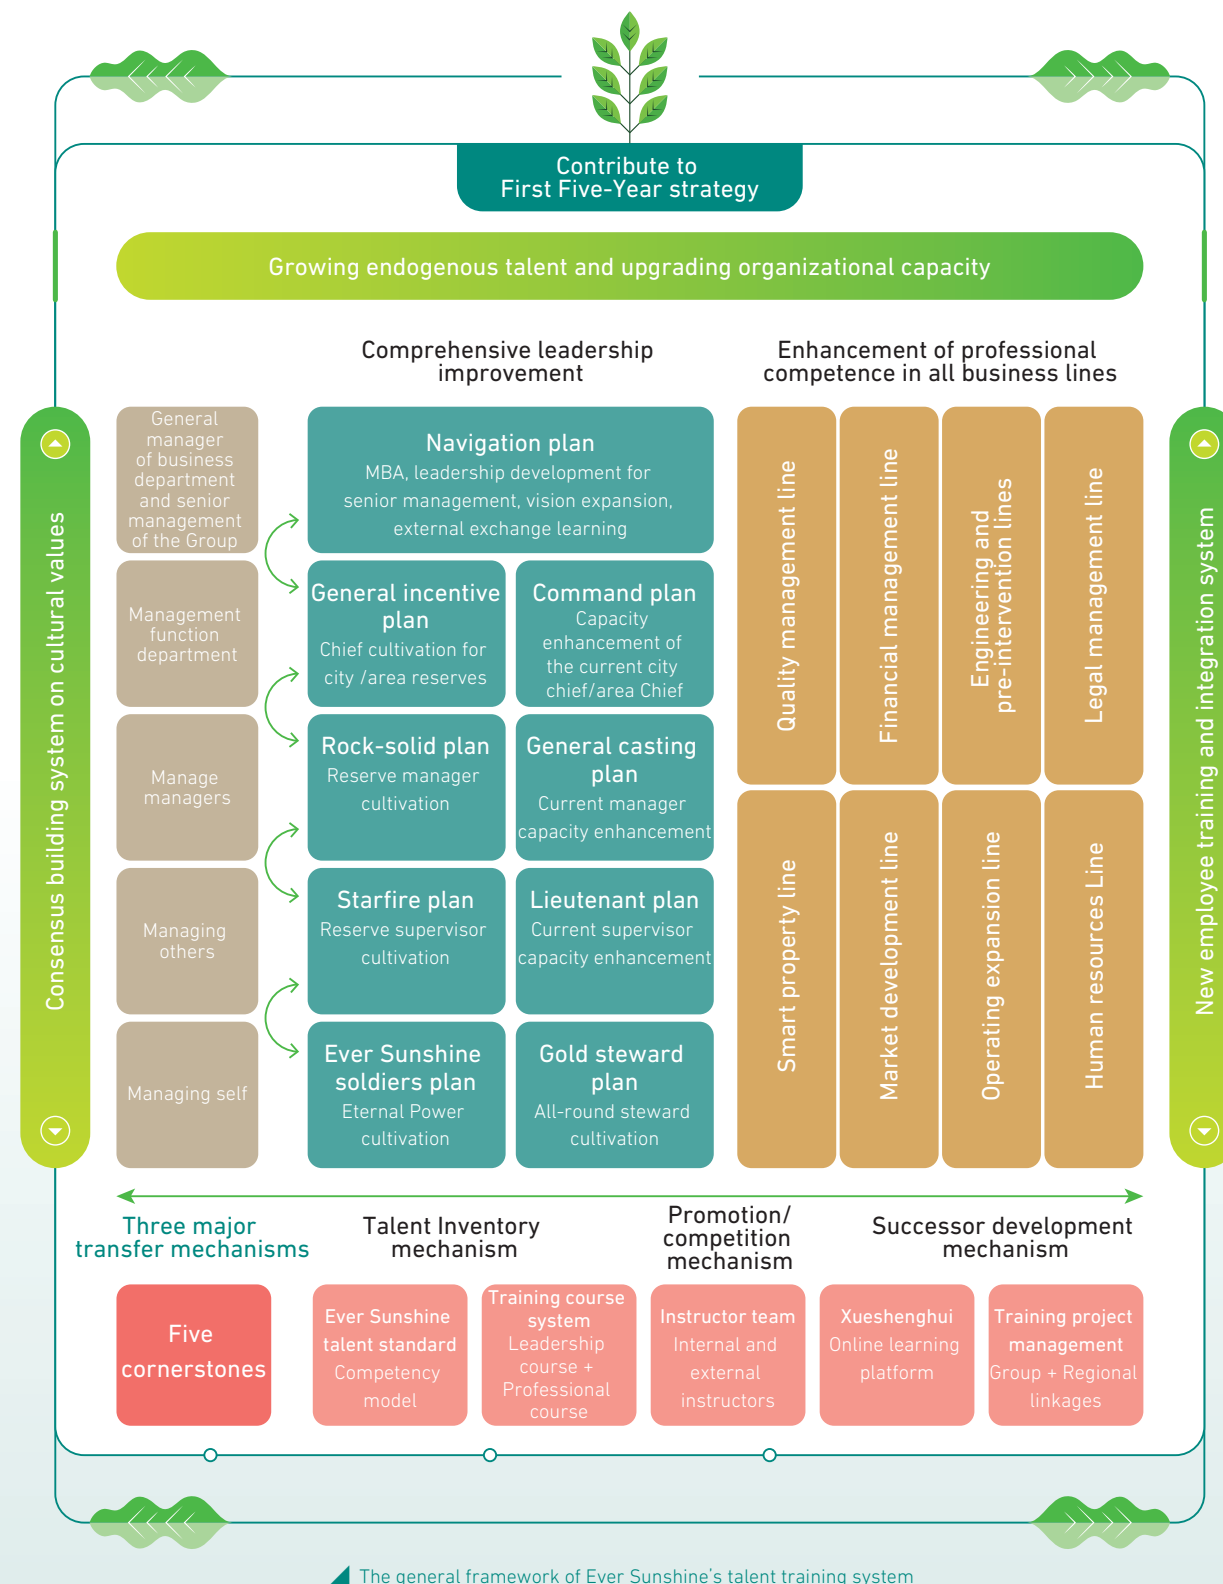 Contribute to
First Five-Year strategy
Growing endogenous talent and upgrading organizational capacity
Comprehensive leadership
improvement
Enhancement of professional
competence in all business lines
Consensus building system on cultural values
General
manager
of business
department
and senior
management
of the Group
Navigation plan
MBA, leadership development for
senior management, vision expansion,
external exchange learning
Management
function
department
General incentive
plan
Chief cultivation for
city /area reserves
Command plan
Capacity
enhancement of
the current city
chief/area Chief
Manage
managers
Rock-solid plan
Reserve manager
cultivation
General casting
plan
Current manager
capacity enhancement
Managing
others
Starfire plan
Reserve supervisor
cultivation
Lieutenant plan
Current supervisor
capacity enhancement
Managing self
Ever Sunshine
soldiers plan
Eternal Power
cultivation
Gold steward
plan
All-round steward
cultivation
Quality management line
Financial management line
Engineering and
pre-intervention lines
Legal management line
Smart property line
Market development line
Operating expansion line
Human resources Line
New employee training and integration system
Three major
transfer mechanisms
Talent Inventory
mechanism
Promotion/
competition
mechanism
Successor development
mechanism
Five
cornerstones
Ever Sunshine
talent standard
Competency
model
Training course
system
Leadership
course +
Professional
course
Instructor team
Internal and
external
instructors
Xueshenghui
Online learning
platform
Training project
management
Group + Regional
linkages
The general framework of Ever Sunshine's talent training system